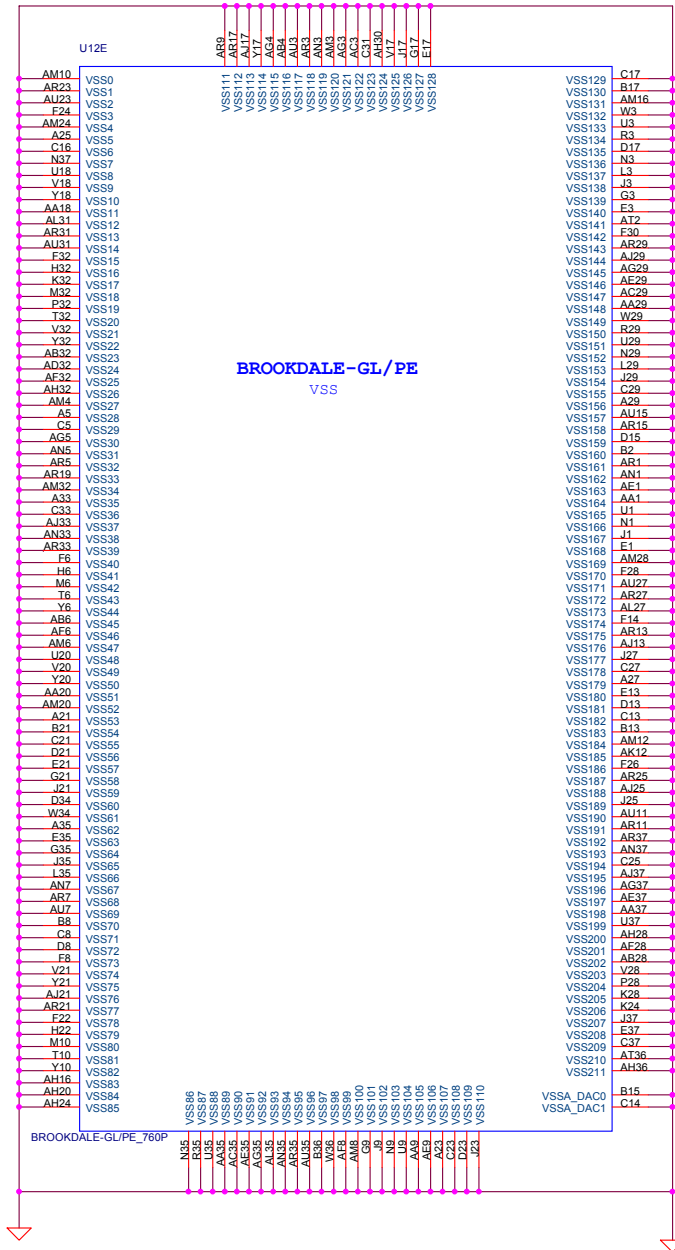 U12E
AR9 VSS111
AR17 VSS112
AJ17 VSS113
Y17 VSS114
AG4 VSS115
AB4 VSS116
AU3 VSS117
AR3 VSS118
AN3 VSS119
AM3 VSS120
AG3 VSS121
AC3 VSS122
C31 VSS123
AH30 VSS124
V17 VSS125
J17 VSS126
G17 VSS127
E17 VSS128
AM10 VSS0
AR23 VSS1
AU23 VSS2
F24 VSS3
AM24 VSS4
A25 VSS5
C16 VSS6
N37 VSS7
U18 VSS8
V18 VSS9
Y18 VSS10
AA18 VSS11
AL31 VSS12
AR31 VSS13
AU31 VSS14
F32 VSS15
H32 VSS16
K32 VSS17
M32 VSS18
P32 VSS19
T32 VSS20
V32 VSS21
Y32 VSS22
AB32 VSS23
AD32 VSS24
AF32 VSS25
AH32 VSS26
AM4 VSS27
A5 VSS28
C5 VSS29
AG5 VSS30
AN5 VSS31
AR5 VSS32
AR19 VSS33
AM32 VSS34
A33 VSS35
C33 VSS36
AJ33 VSS37
AN33 VSS38
AR33 VSS39
F6 VSS40
H6 VSS41
M6 VSS42
T6 VSS43
Y6 VSS44
AB6 VSS45
AF6 VSS46
AM6 VSS47
U20 VSS48
V20 VSS49
Y20 VSS50
AA20 VSS51
AM20 VSS52
A21 VSS53
B21 VSS54
C21 VSS55
D21 VSS56
E21 VSS57
G21 VSS58
J21 VSS59
D34 VSS60
W34 VSS61
A35 VSS62
E35 VSS63
G35 VSS64
J35 VSS65
L35 VSS66
AN7 VSS67
AR7 VSS68
AU7 VSS69
B8 VSS70
C8 VSS71
D8 VSS72
F8 VSS73
V21 VSS74
Y21 VSS75
AJ21 VSS76
AR21 VSS77
F22 VSS78
H22 VSS79
M10 VSS80
T10 VSS81
Y10 VSS82
AH16 VSS83
AH20 VSS84
AH24 VSS85
BROOKDALE-GL/PE
VSS
VSS129 C17
VSS130 B17
VSS131 AM16
VSS132 W3
VSS133 U3
VSS134 R3
VSS135 D17
VSS136 N3
VSS137 L3
VSS138 J3
VSS139 G3
VSS140 E3
VSS141 AT2
VSS142 F30
VSS143 AR29
VSS144 AJ29
VSS145 AG29
VSS146 AE29
VSS147 AC29
VSS148 AA29
VSS149 W29
VSS150 R29
VSS151 U29
VSS152 N29
VSS153 L29
VSS154 J29
VSS155 C29
VSS156 A29
VSS157 AU15
VSS158 AR15
VSS159 D15
VSS160 B2
VSS161 AR1
VSS162 AN1
VSS163 AE1
VSS164 AA1
VSS165 U1
VSS166 N1
VSS167 J1
VSS168 E1
VSS169 AM28
VSS170 F28
VSS171 AU27
VSS172 AR27
VSS173 AL27
VSS174 F14
VSS175 AR13
VSS176 AJ13
VSS177 J27
VSS178 C27
VSS179 A27
VSS180 E13
VSS181 D13
VSS182 C13
VSS183 B13
VSS184 AM12
VSS185 AK12
VSS186 F26
VSS187 AR25
VSS188 AJ25
VSS189 J25
VSS190 AU11
VSS191 AR11
VSS192 AR37
VSS193 AN37
VSS194 C25
VSS195 AJ37
VSS196 AG37
VSS197 AE37
VSS198 AA37
VSS199 U37
VSS200 AH28
VSS201 AF28
VSS202 AB28
VSS203 V28
VSS204 P28
VSS205 K28
VSS206 K24
VSS207 J37
VSS208 E37
VSS209 C37
VSS210 AT36
VSS211 AH36
VSSA_DAC0 B15
VSSA_DAC1 C14
VSS86 N35
VSS87 R35
VSS88 U35
VSS89 AA35
VSS90 AC35
VSS91 AE35
VSS92 AG35
VSS93 AL35
VSS94 AN35
VSS95 AR35
VSS96 AU35
VSS97 B36
VSS98 W36
VSS99 AF8
VSS100 AM8
VSS101 G9
VSS102 J9
VSS103 N9
VSS104 U9
VSS105 AA9
VSS106 AE9
VSS107 A23
VSS108 C23
VSS109 D23
VSS110 J23
BROOKDALE-GL/PE_760P